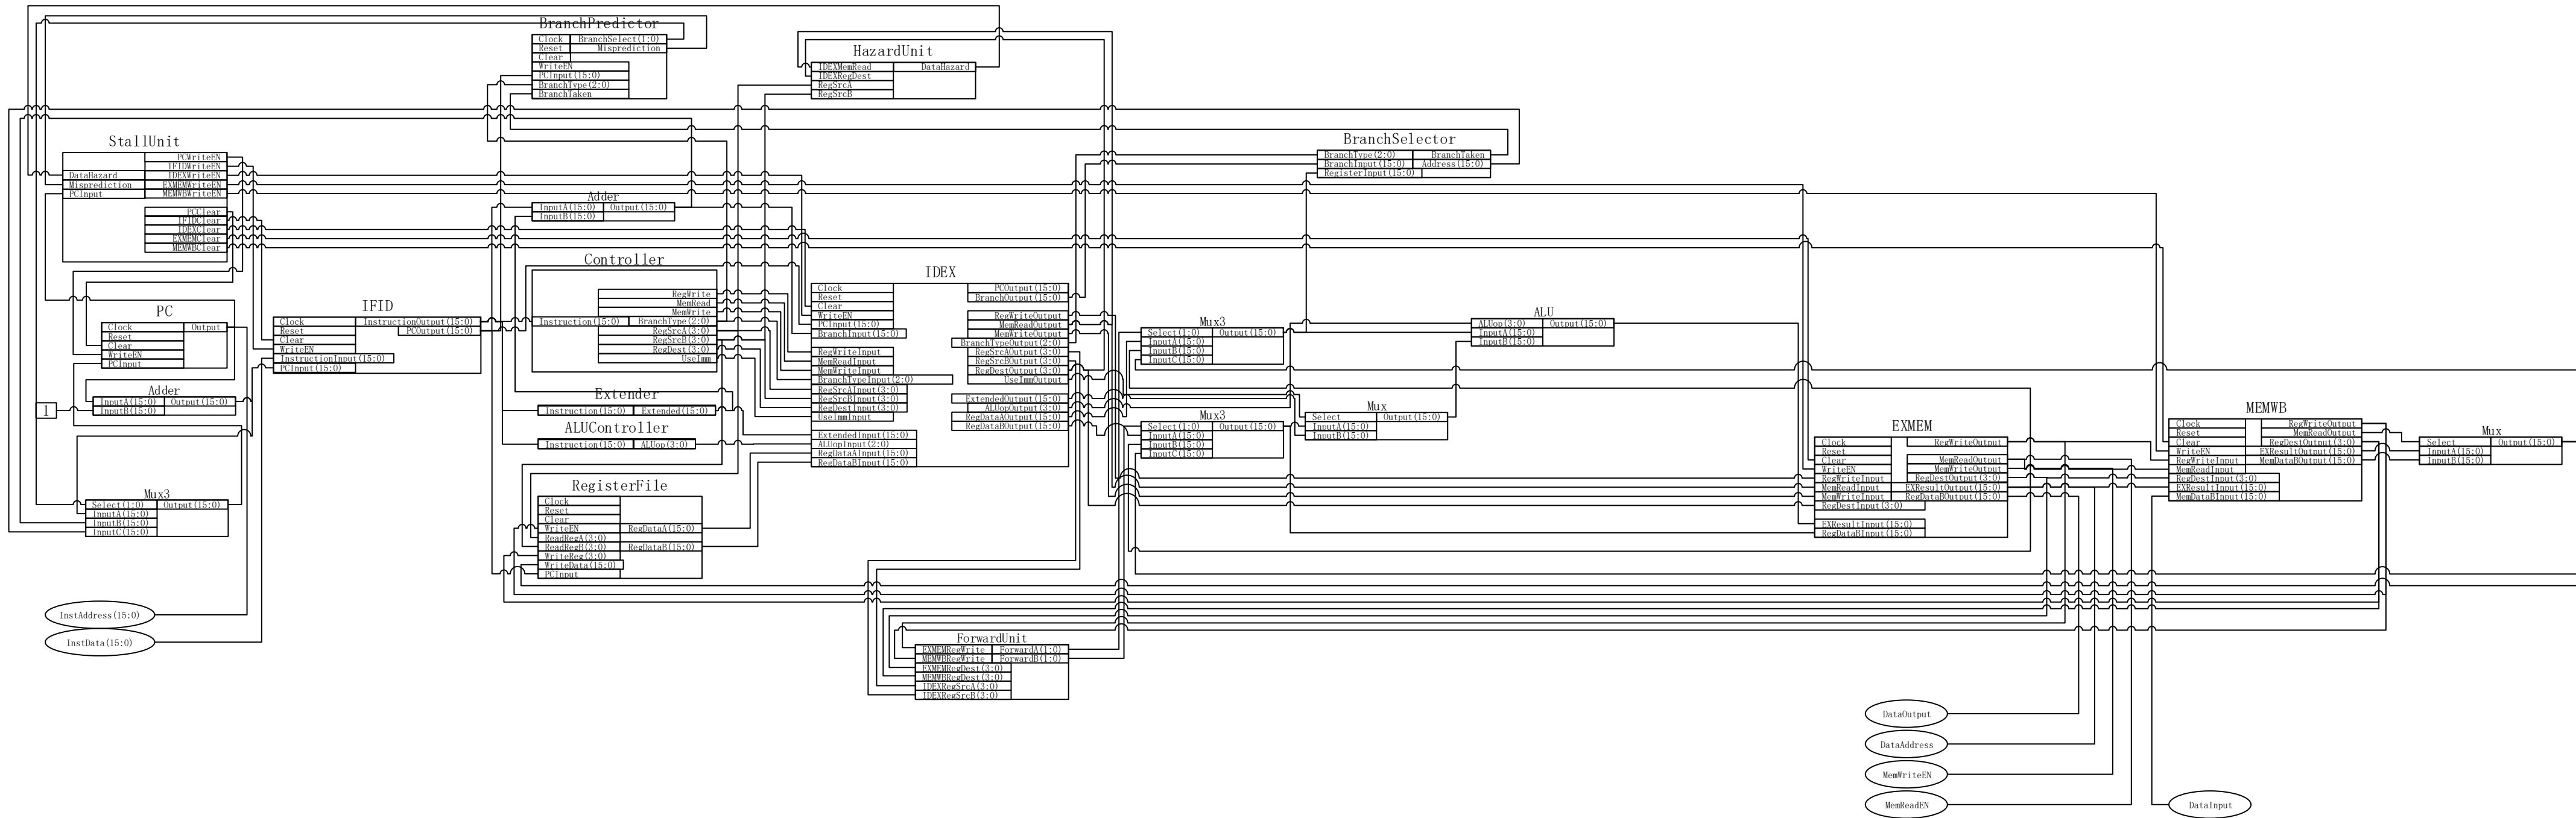 BranchPredictor
Clock BranchSelect(1:0)
Reset Misprediction
Clear
WriteEN
PCInput(15:0)
BranchType(2:0)
BranchTaken
HazardUnit
IDEXMemRead DataHazard
IDEXRegDest
RegSrcA
RegSrcB
StallUnit
PCWriteEN
IFIDWriteEN
DataHazard IDEXWriteEN
Misprediction EXMEMWriteEN
PCInput MEMWBWriteEN
PCClear
IFIDClear
IDEXClear
EXMEMClear
MEMWBClear
BranchSelector
BranchType(2:0) BranchTaken
BranchInput(15:0) Address(15:0)
RegisterInput(15:0)
Adder
InputA(15:0) Output(15:0)
InputB(15:0)
Controller
RegWrite
MemRead
MemWrite
Instruction(15:0) BranchType(2:0)
RegSrcA(3:0)
RegSrcB(3:0)
RegDest(3:0)
UseImm
IDEX
Clock PCOutput(15:0)
Reset BranchOutput(15:0)
Clear
WriteEN RegWriteOutput
PCInput(15:0) MemReadOutput
BranchInput(15:0) MemWriteOutput
BranchTypeOutput(2:0)
RegWriteInput RegSrcAOutput(3:0)
MemReadInput RegSrcBOutput(3:0)
MemWriteInput RegDestOutput(3:0)
BranchTypeInput(2:0) UseImmOutput
RegSrcAInput(3:0)
RegSrcBInput(3:0) ExtendedOutput(15:0)
RegDestInput(3:0) ALUopOutput(3:0)
UseImmInput RegDataAOutput(15:0)
RegDataBOutput(15:0)
ExtendedInput(15:0)
ALUopInput(2:0)
RegDataAInput(15:0)
RegDataBInput(15:0)
PC
Clock Output
Reset
Clear
WriteEN
PCInput
IFID
Clock InstructionOutput(15:0)
Reset PCOutput(15:0)
Clear
WriteEN
InstructionInput(15:0)
PCInput(15:0)
Mux3
Select(1:0) Output(15:0)
InputA(15:0)
InputB(15:0)
InputC(15:0)
ALU
ALUop(3:0) Output(15:0)
InputA(15:0)
InputB(15:0)
Adder
1
InputA(15:0) Output(15:0)
InputB(15:0)
Extender
Instruction(15:0) Extended(15:0)
ALUController
Instruction(15:0) ALUop(3:0)
Mux3
Select(1:0) Output(15:0)
InputA(15:0)
InputB(15:0)
InputC(15:0)
Mux
Select Output(15:0)
InputA(15:0)
InputB(15:0)
EXMEM
Clock RegWriteOutput
Reset
Clear MemReadOutput
WriteEN MemWriteOutput
RegWriteInput RegDestOutput(3:0)
MemReadInput EXResultOutput(15:0)
MemWriteInput RegDataBOutput(15:0)
RegDestInput(3:0)
EXResultInput(15:0)
RegDataBInput(15:0)
MEMWB
Clock RegWriteOutput
Reset MemReadOutput
Clear RegDestOutput(3:0)
WriteEN EXResultOutput(15:0)
RegWriteInput MemDataBOutput(15:0)
MemReadInput
RegDestInput(3:0)
EXResultInput(15:0)
MemDataBInput(15:0)
Mux
Select Output(15:0)
InputA(15:0)
InputB(15:0)
Mux3
Select(1:0) Output(15:0)
InputA(15:0)
InputB(15:0)
InputC(15:0)
RegisterFile
Clock
Reset
Clear
WriteEN RegDataA(15:0)
ReadRegA(3:0)
ReadRegB(3:0) RegDataB(15:0)
WriteReg(3:0)
WriteData(15:0)
PCInput
InstAddress(15:0)
InstData(15:0)
ForwardUnit
EXMEMRegWrite ForwardA(1:0)
MEMWBRegWrite ForwardB(1:0)
EXMEMRegDest(3:0)
MEMWBRegDest(3:0)
IDEXRegSrcA(3:0)
IDEXRegSrcB(3:0)
DataOutput
DataAddress
MemWriteEN
MemReadEN
DataInput